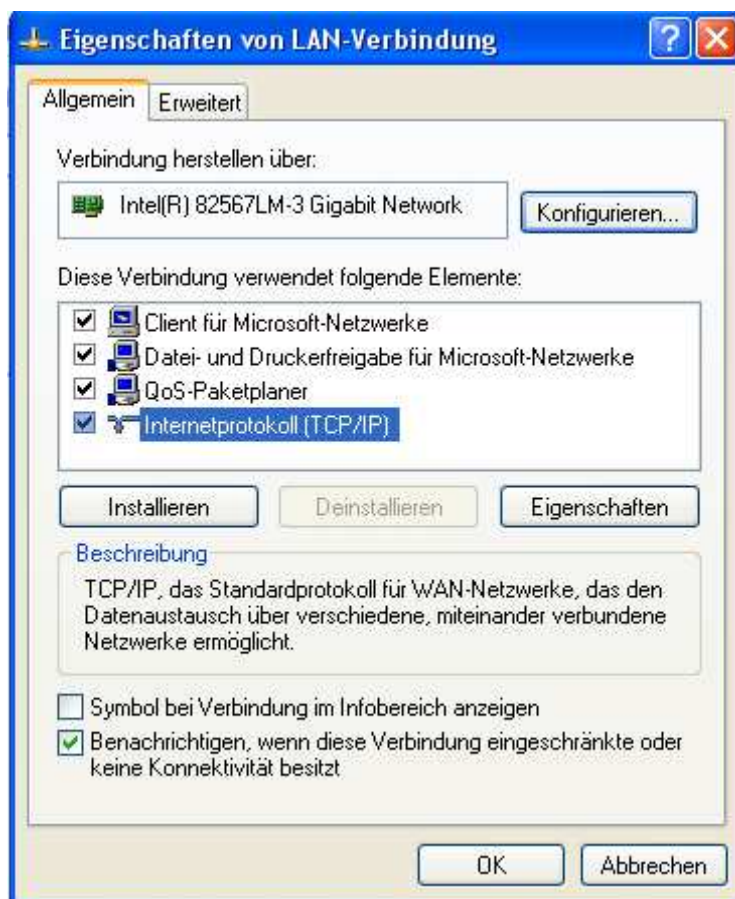 Eigenschaften von LAN-Verbindung
Allgemein
Erweitert
Verbindung herstellen über:
Intel(R) 82567LM-3 Gigabit Network
Konfigurieren...
Diese Verbindung verwendet folgende Elemente:
Client für Microsoft-Netzwerke
Datei- und Druckerfreigabe für Microsoft-Netzwerke
QoS-Paketplaner
Internetprotokoll (TCP/IP)
Installieren
Deinstallieren
Eigenschaften
Beschreibung
TCP/IP, das Standardprotokoll für WAN-Netzwerke, das den
Datenaustausch über verschiedene, miteinander verbundene
Netzwerke ermöglicht.
Symbol bei Verbindung im Infobereich anzeigen
Benachrichtigen, wenn diese Verbindung eingeschränkte oder
keine Konnektivität besitzt
OK
Abbrechen